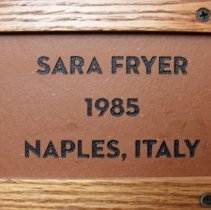 SARA FRYER
1985
NAPLES, ITALY